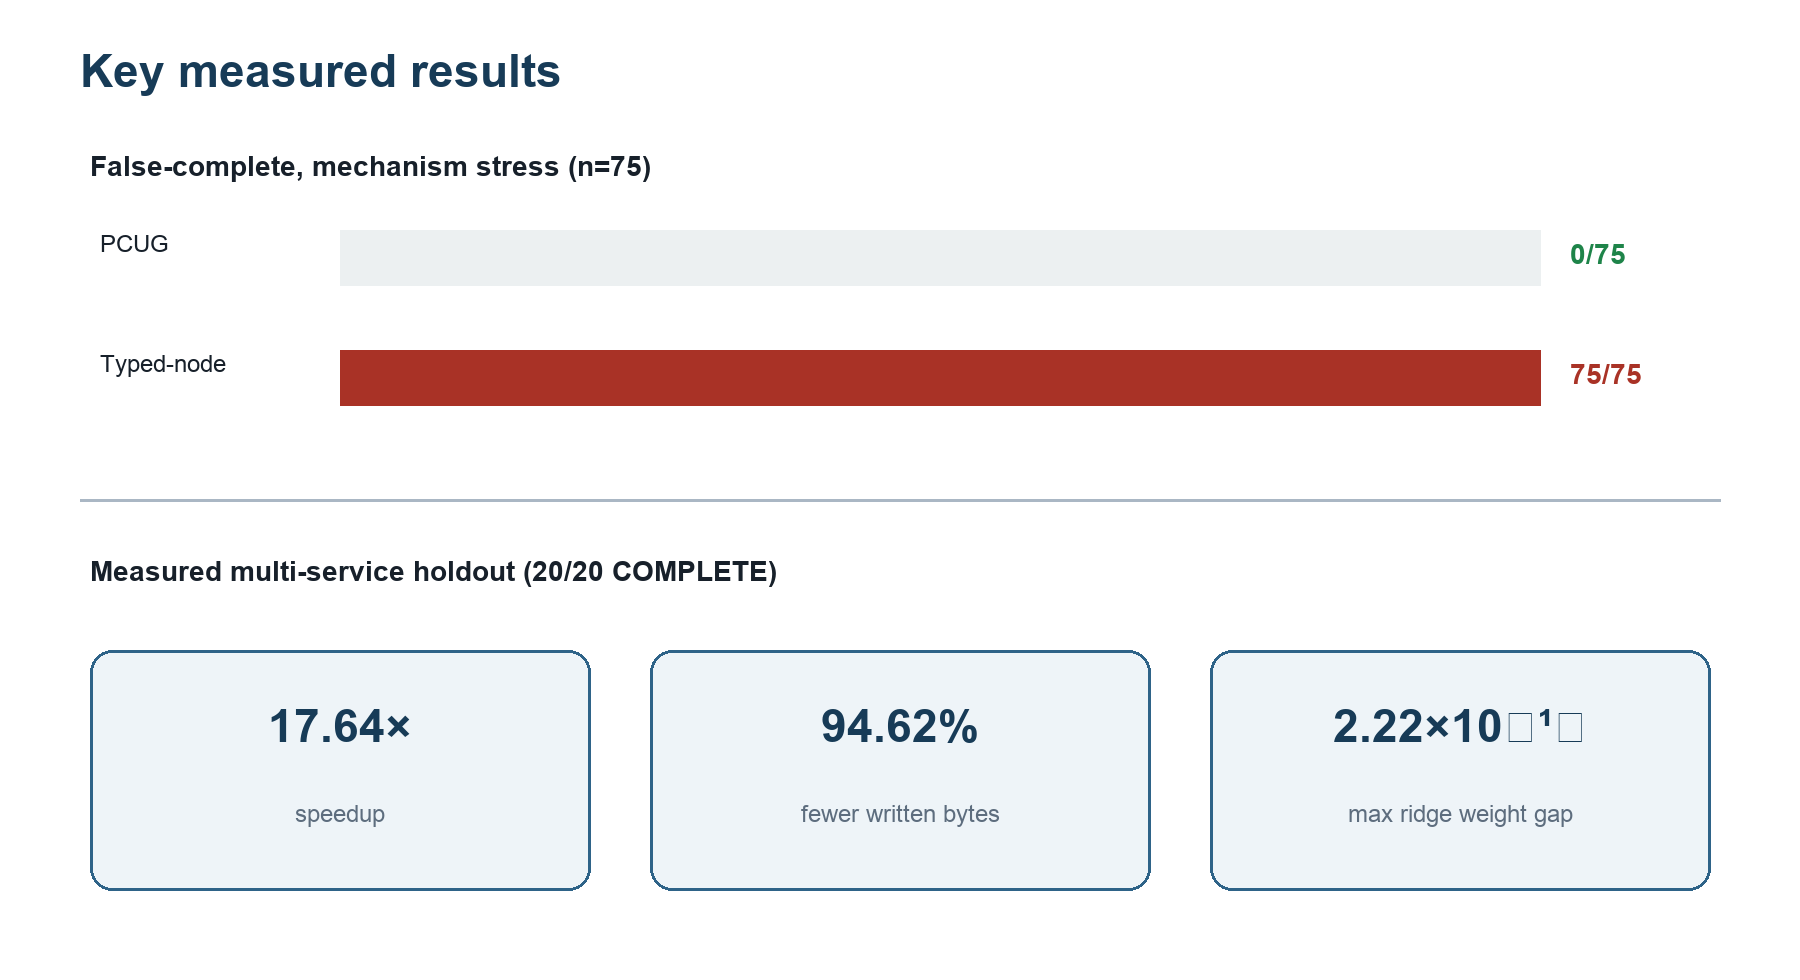 Key measured results
False-complete, mechanism stress (n=75)
PCUG
0/75
Typed-node
75/75
Measured multi-service holdout (20/20 COMPLETE)
17.64×
94.62%
2.22×10□¹□
speedup
fewer written bytes
max ridge weight gap